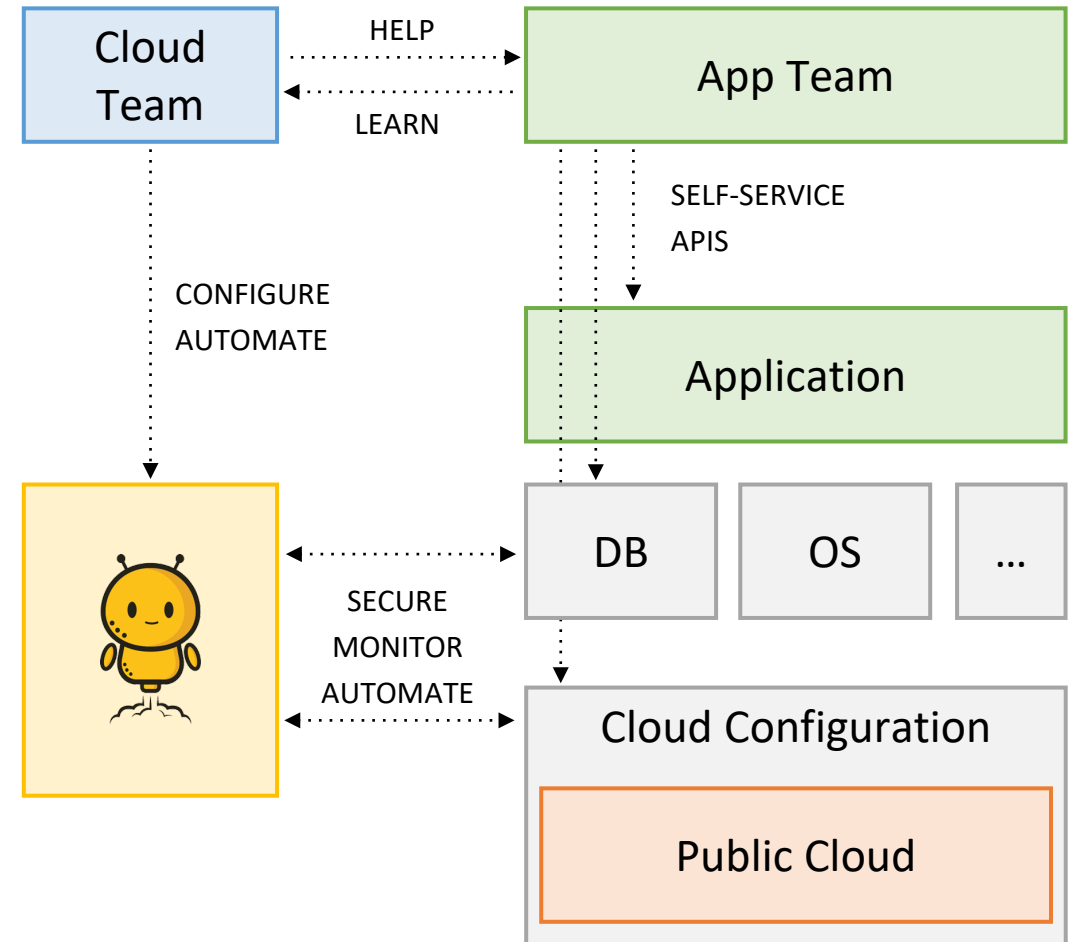 Cloud
Team
HELP
LEARN
App Team
SELF-SERVICE
APIS
CONFIGURE
AUTOMATE
Application
DB
OS
...
SECURE
MONITOR
AUTOMATE
Cloud Configuration
Public Cloud